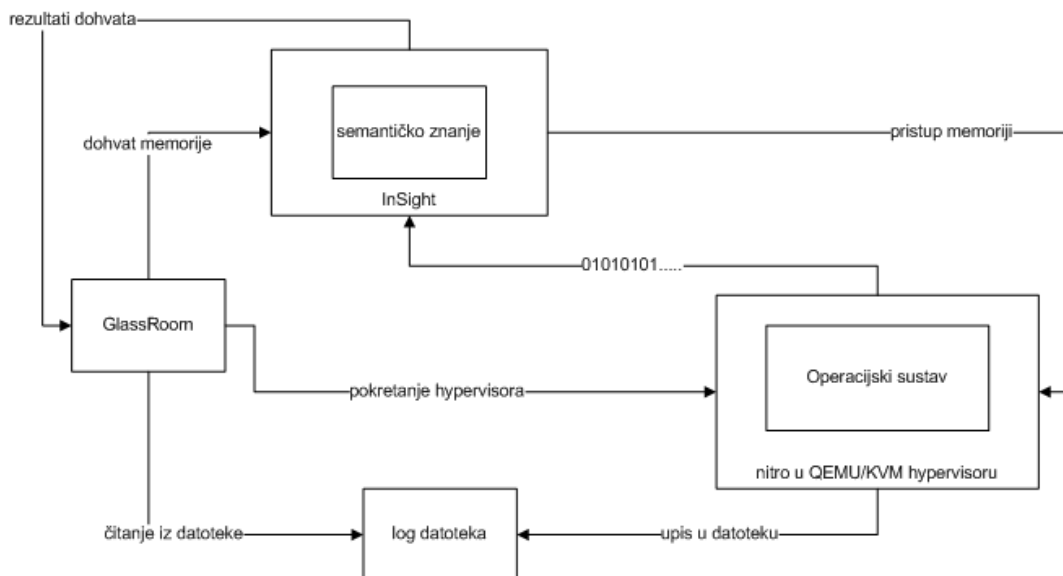 rezultati dohvata
semantičko znanje
dohvat memorije
pristup memoriji
InSight
01010101.....
GlassRoom
Operacijski sustav
pokretanje hypervisora
nitro u QEMU/KVM hypervisoru
čitanje iz datoteke
log datoteka
upis u datoteku